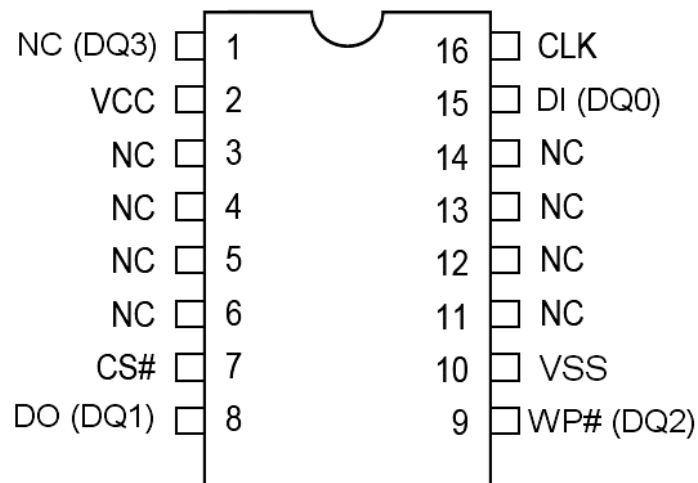 NC (DQ3) 1 16 CLK
VCC 2 15 DI (DQ0)
NC 3 14 NC
NC 4 13 NC
NC 5 12 NC
NC 6 11 NC
CS# 7 10 VSS
DO (DQ1) 8 9 WP# (DQ2)